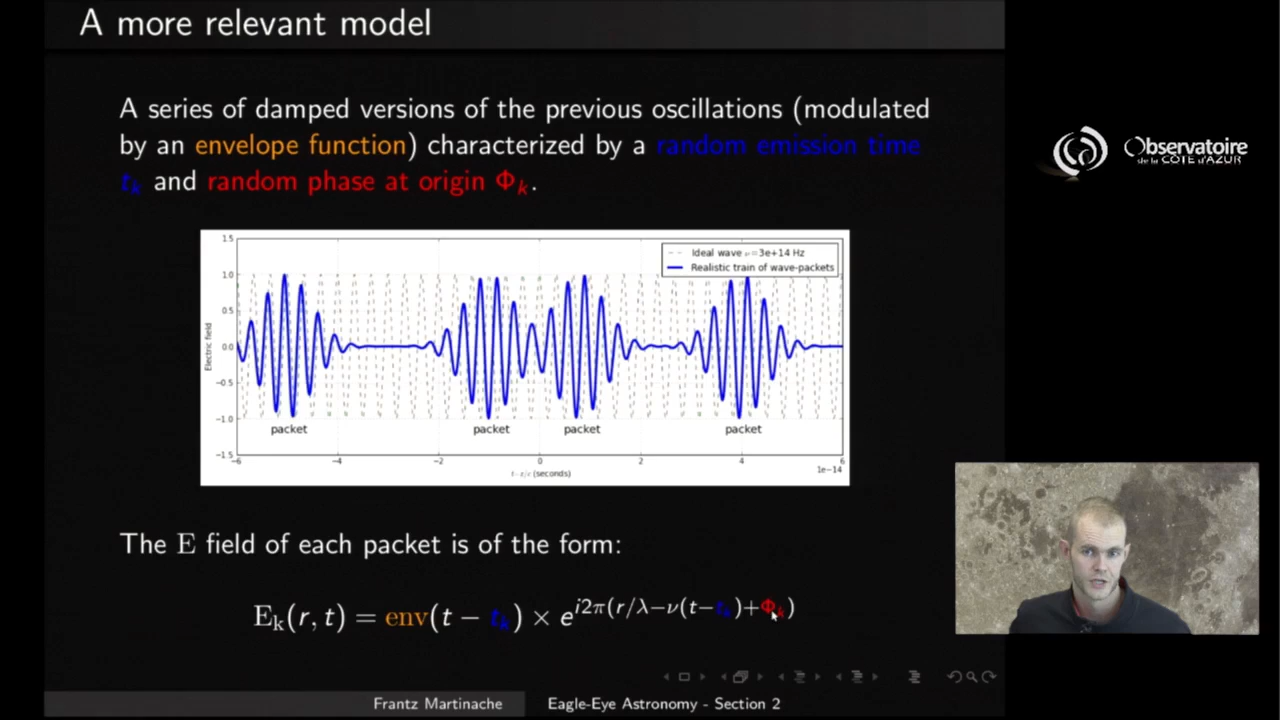 A more relevant model
A series of damped versions of the previous oscillations (modulated
by an envelope function) characterized by a random emission time
t_k and random phase at origin Φ_k.
1.5
Ideal wave ν=3e+14 Hz
Realistic train of wave-packets
1.0
0.5
0.0
−0.5
−1.0
−1.5
Electric field
packet
packet
packet
packet
−6
−4
−2
0
2
4
6
1e−14
t−z/c (seconds)
The E field of each packet is of the form:
E_k(r, t) = env(t − t_k) × e^{i2π(r/λ−ν(t−t_k)+Φ_k)}
Frantz Martinache
Eagle-Eye Astronomy - Section 2
Observatoire
de la CÔTE d'AZUR